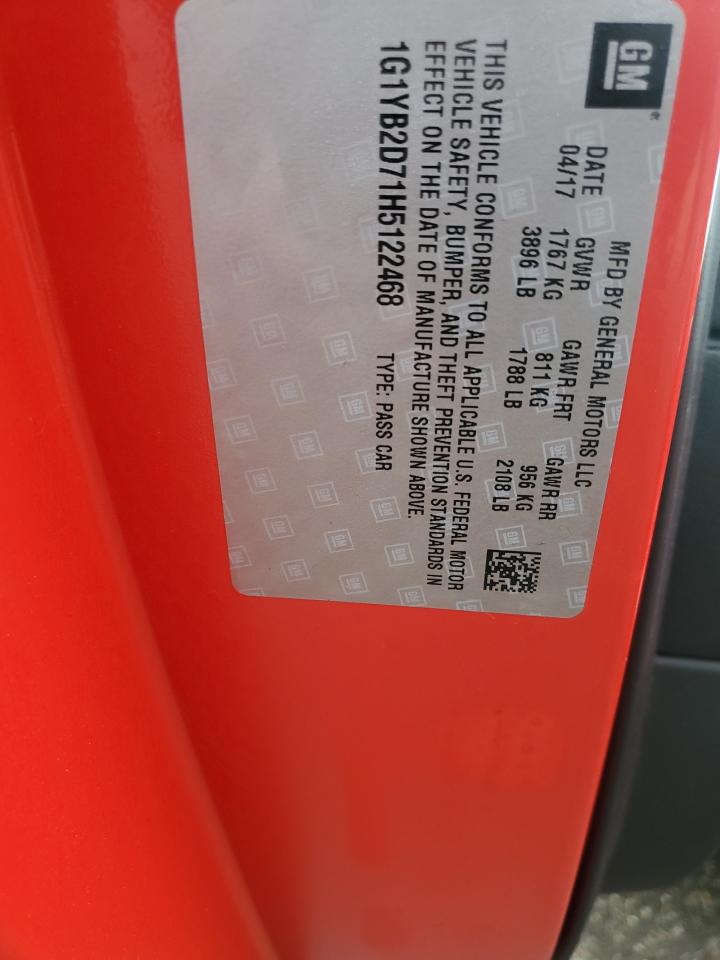 GM
MFD BY GENERAL MOTORS LLC
DATE GVWR GAWR FRT GAWR RR
04/17 1767 KG 811 KG 956 KG
3896 LB 1788 LB 2108 LB
THIS VEHICLE CONFORMS TO ALL APPLICABLE U.S. FEDERAL MOTOR
VEHICLE SAFETY, BUMPER, AND THEFT PREVENTION STANDARDS IN
EFFECT ON THE DATE OF MANUFACTURE SHOWN ABOVE.
1G1YB2D71H5122468 TYPE: PASS CAR